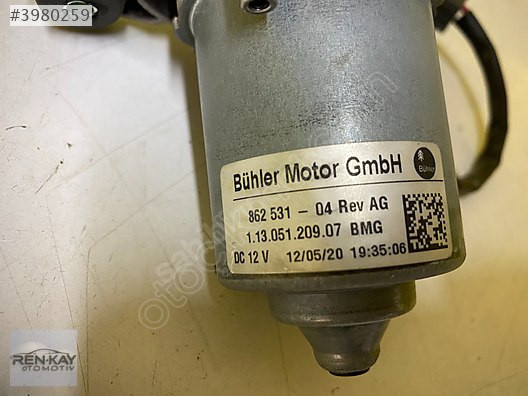 #3980259
Bühler Motor GmbH
Bühler
862 531 - 04 Rev AG
1.13.051.209.07 BMG
DC 12 V 12/05/20 19:35:06
REN-KAY
OTOMOTİV